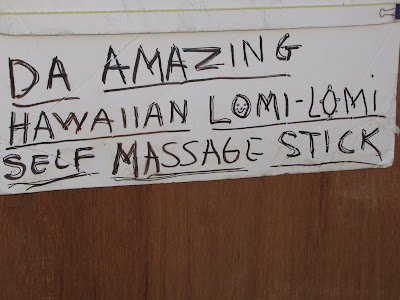 DA AMAZING
HAWAIIAN LOMI-LOMI
SELF MASSAGE STICK